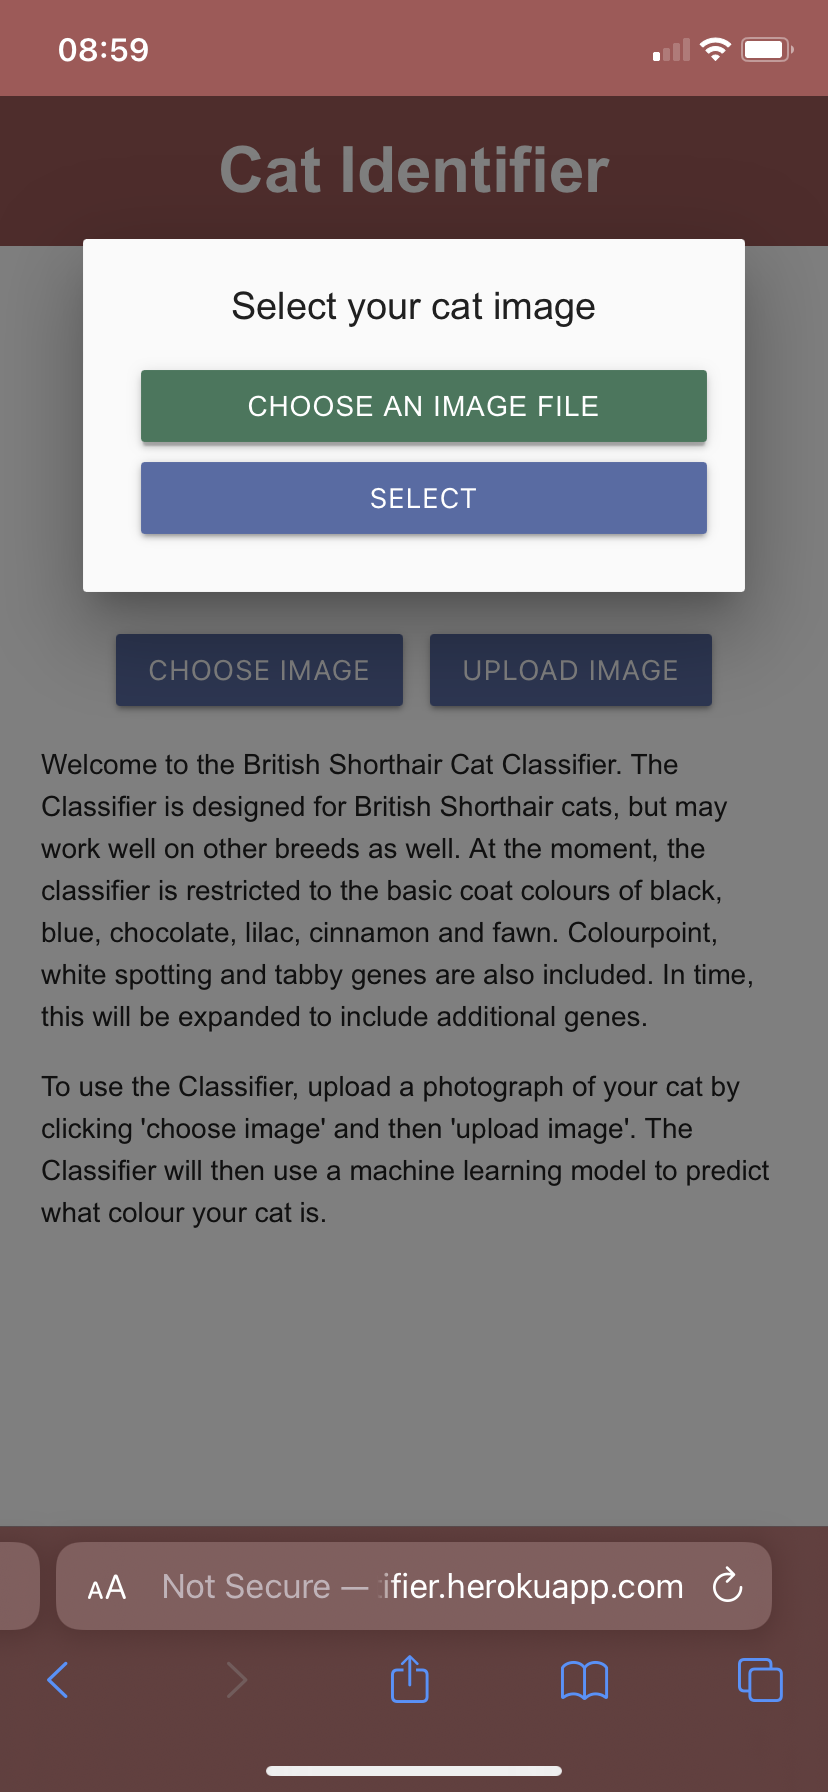 08:59
Cat Identifier
Select your cat image
CHOOSE AN IMAGE FILE
SELECT
CHOOSE IMAGE
UPLOAD IMAGE
Welcome to the British Shorthair Cat Classifier. The
Classifier is designed for British Shorthair cats, but may
work well on other breeds as well. At the moment, the
classifier is restricted to the basic coat colours of black,
blue, chocolate, lilac, cinnamon and fawn. Colourpoint,
white spotting and tabby genes are also included. In time,
this will be expanded to include additional genes.
To use the Classifier, upload a photograph of your cat by
clicking 'choose image' and then 'upload image'. The
Classifier will then use a machine learning model to predict
what colour your cat is.
AA Not Secure — ifier.herokuapp.com